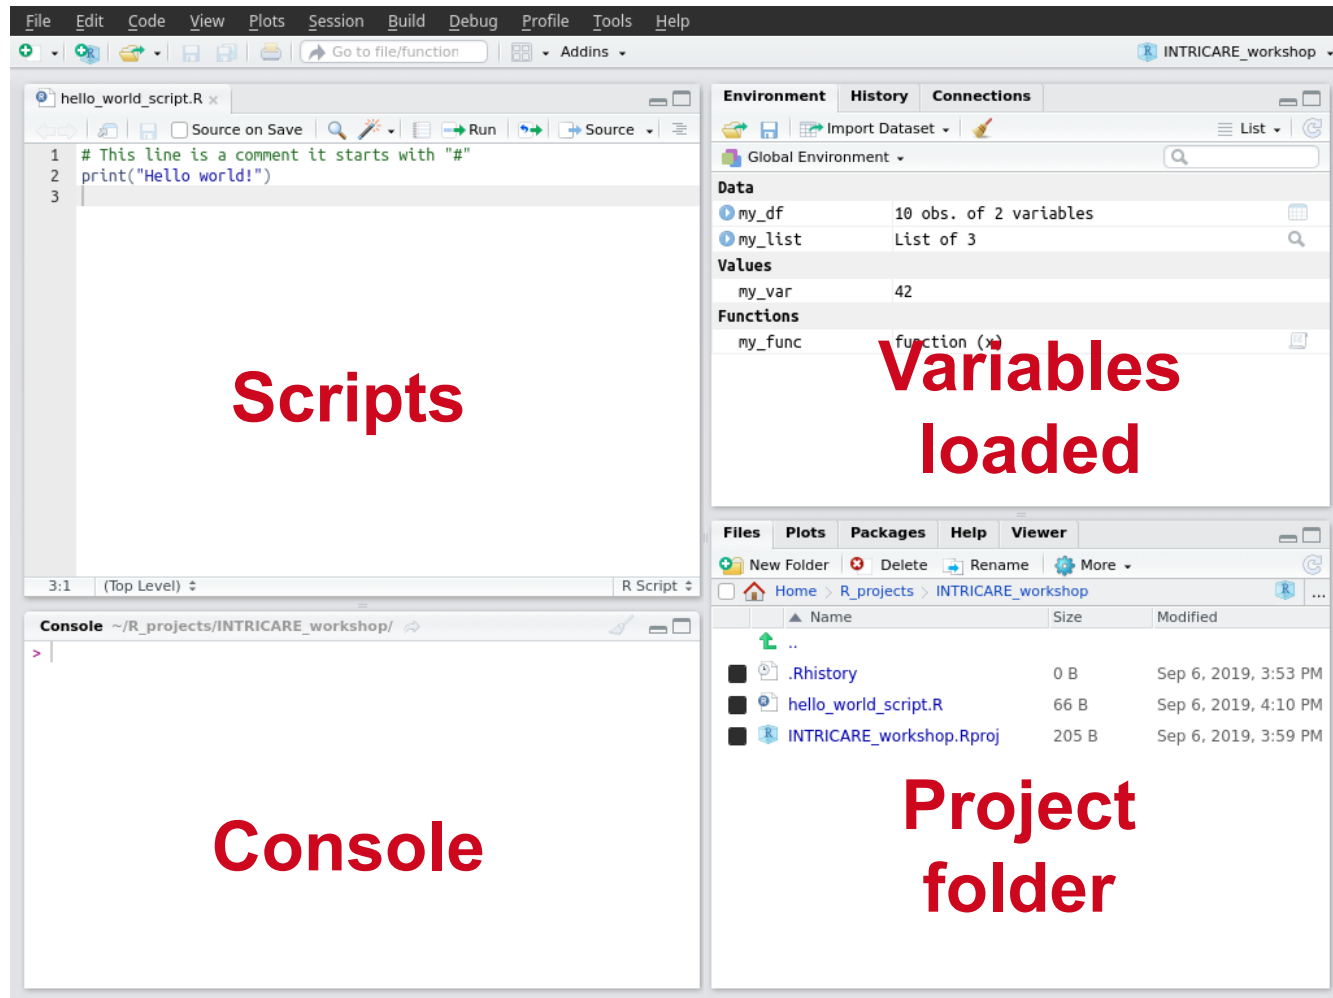 File Edit Code View Plots Session Build Debug Profile Tools Help
Go to file/function Addins INTRICARE_workshop
hello_world_script.R
Source on Save Run Source
1 # This line is a comment it starts with "#"
2 print("Hello world!")
3
Scripts
3:1 (Top Level) R Script
Console ~/R_projects/INTRICARE_workshop/
>
Console
Environment History Connections
Import Dataset List
Global Environment
Data
my_df 10 obs. of 2 variables
my_list List of 3
Values
my_var 42
Functions
my_func function (x)
Variables
loaded
Files Plots Packages Help Viewer
New Folder Delete Rename More
Home R_projects INTRICARE_workshop ...
Name Size Modified
..
.Rhistory 0 B Sep 6, 2019, 3:53 PM
hello_world_script.R 66 B Sep 6, 2019, 4:10 PM
INTRICARE_workshop.Rproj 205 B Sep 6, 2019, 3:59 PM
Project
folder